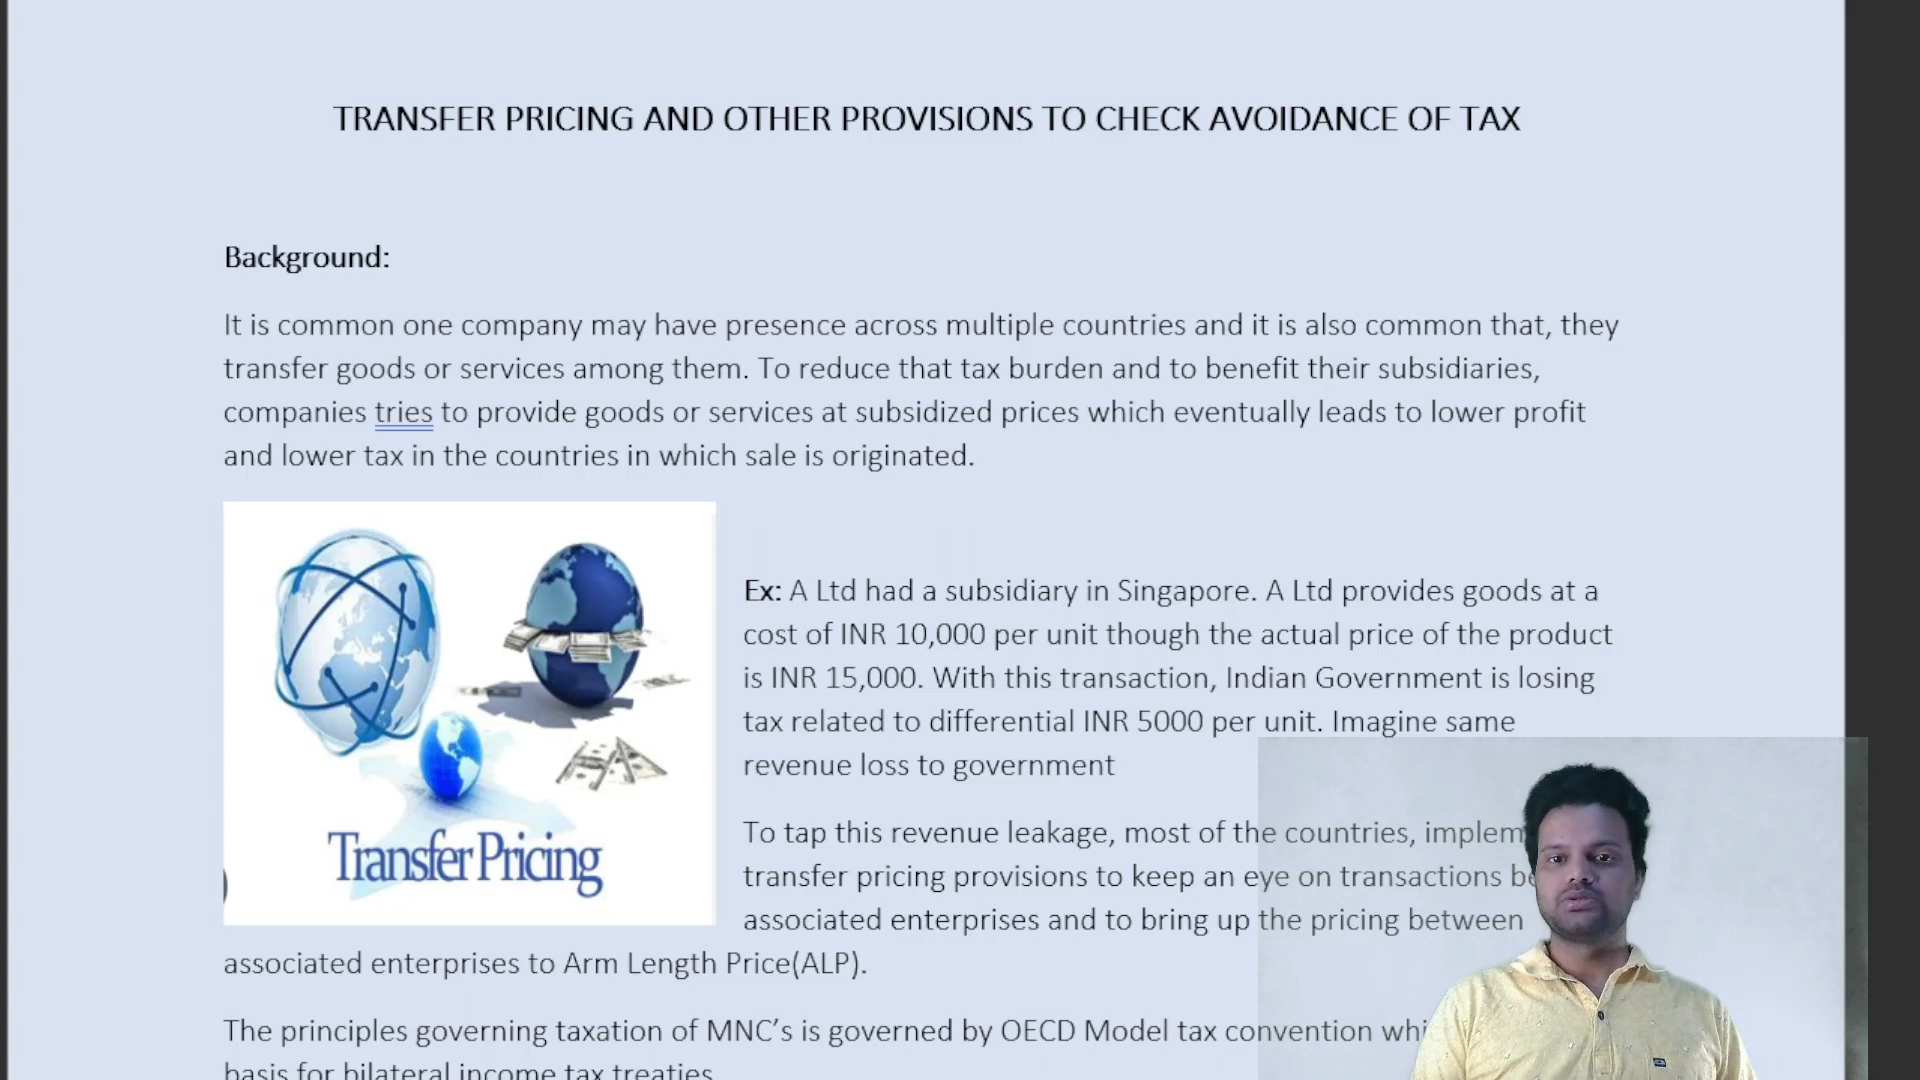 TRANSFER PRICING AND OTHER PROVISIONS TO CHECK AVOIDANCE OF TAX
Background:
It is common one company may have presence across multiple countries and it is also common that, they
transfer goods or services among them. To reduce that tax burden and to benefit their subsidiaries,
companies tries to provide goods or services at subsidized prices which eventually leads to lower profit
and lower tax in the countries in which sale is originated.
Transfer Pricing
Ex: A Ltd had a subsidiary in Singapore. A Ltd provides goods at a
cost of INR 10,000 per unit though the actual price of the product
is INR 15,000. With this transaction, Indian Government is losing
tax related to differential INR 5000 per unit. Imagine same
revenue loss to government
To tap this revenue leakage, most of the countries,
transfer pricing provisions to keep an eye on transactions
associated enterprises and to bring up the pricing between
associated enterprises to Arm Length Price(ALP).
The principles governing taxation of MNC's is governed by OECD Model tax convention
basis for bilateral income tax treaties